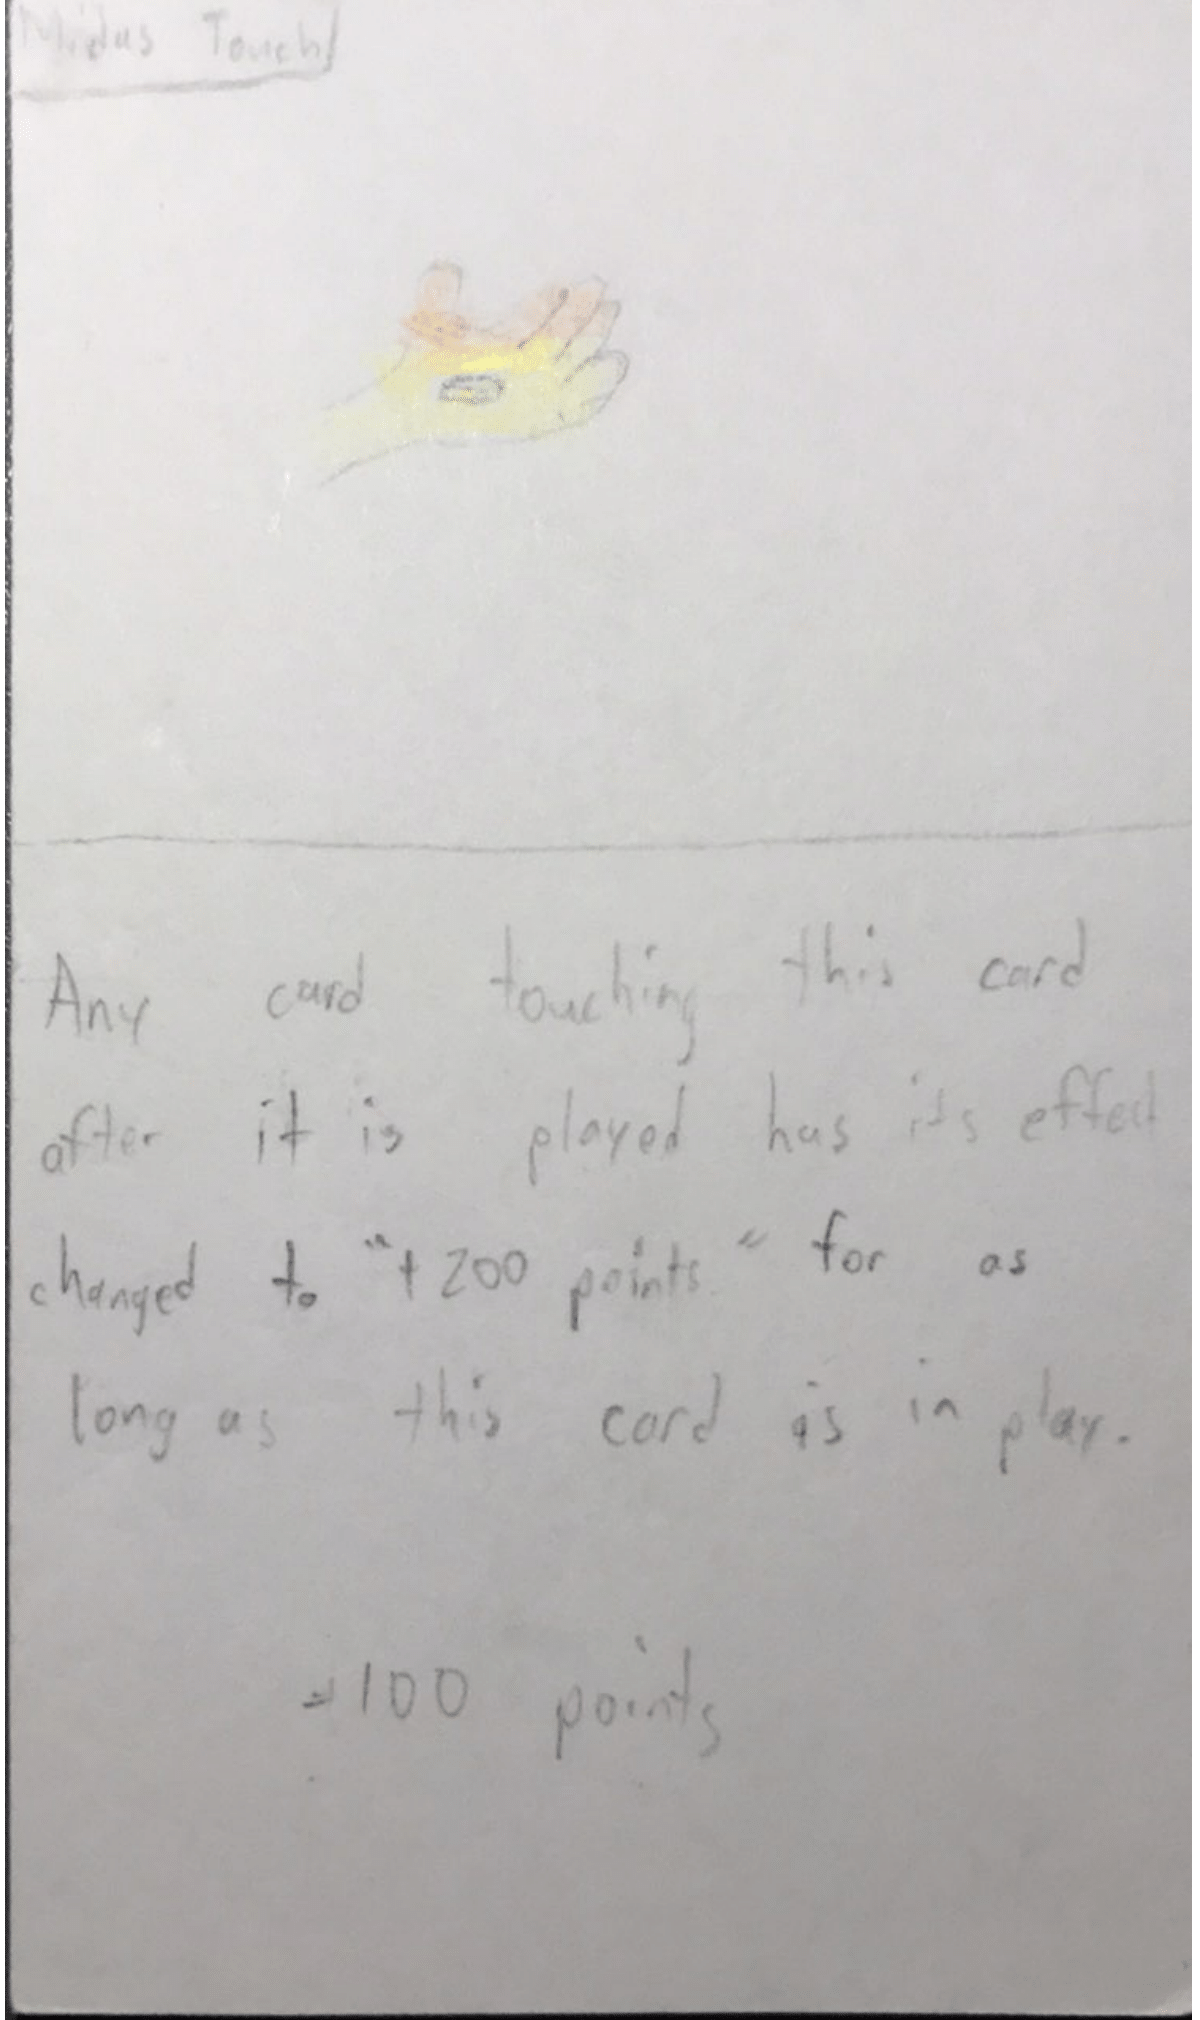 Midas Touch
Any card touching this card
after it is played has its effect
changed to "+200 points" for as
long as this card is in play.
-100 points